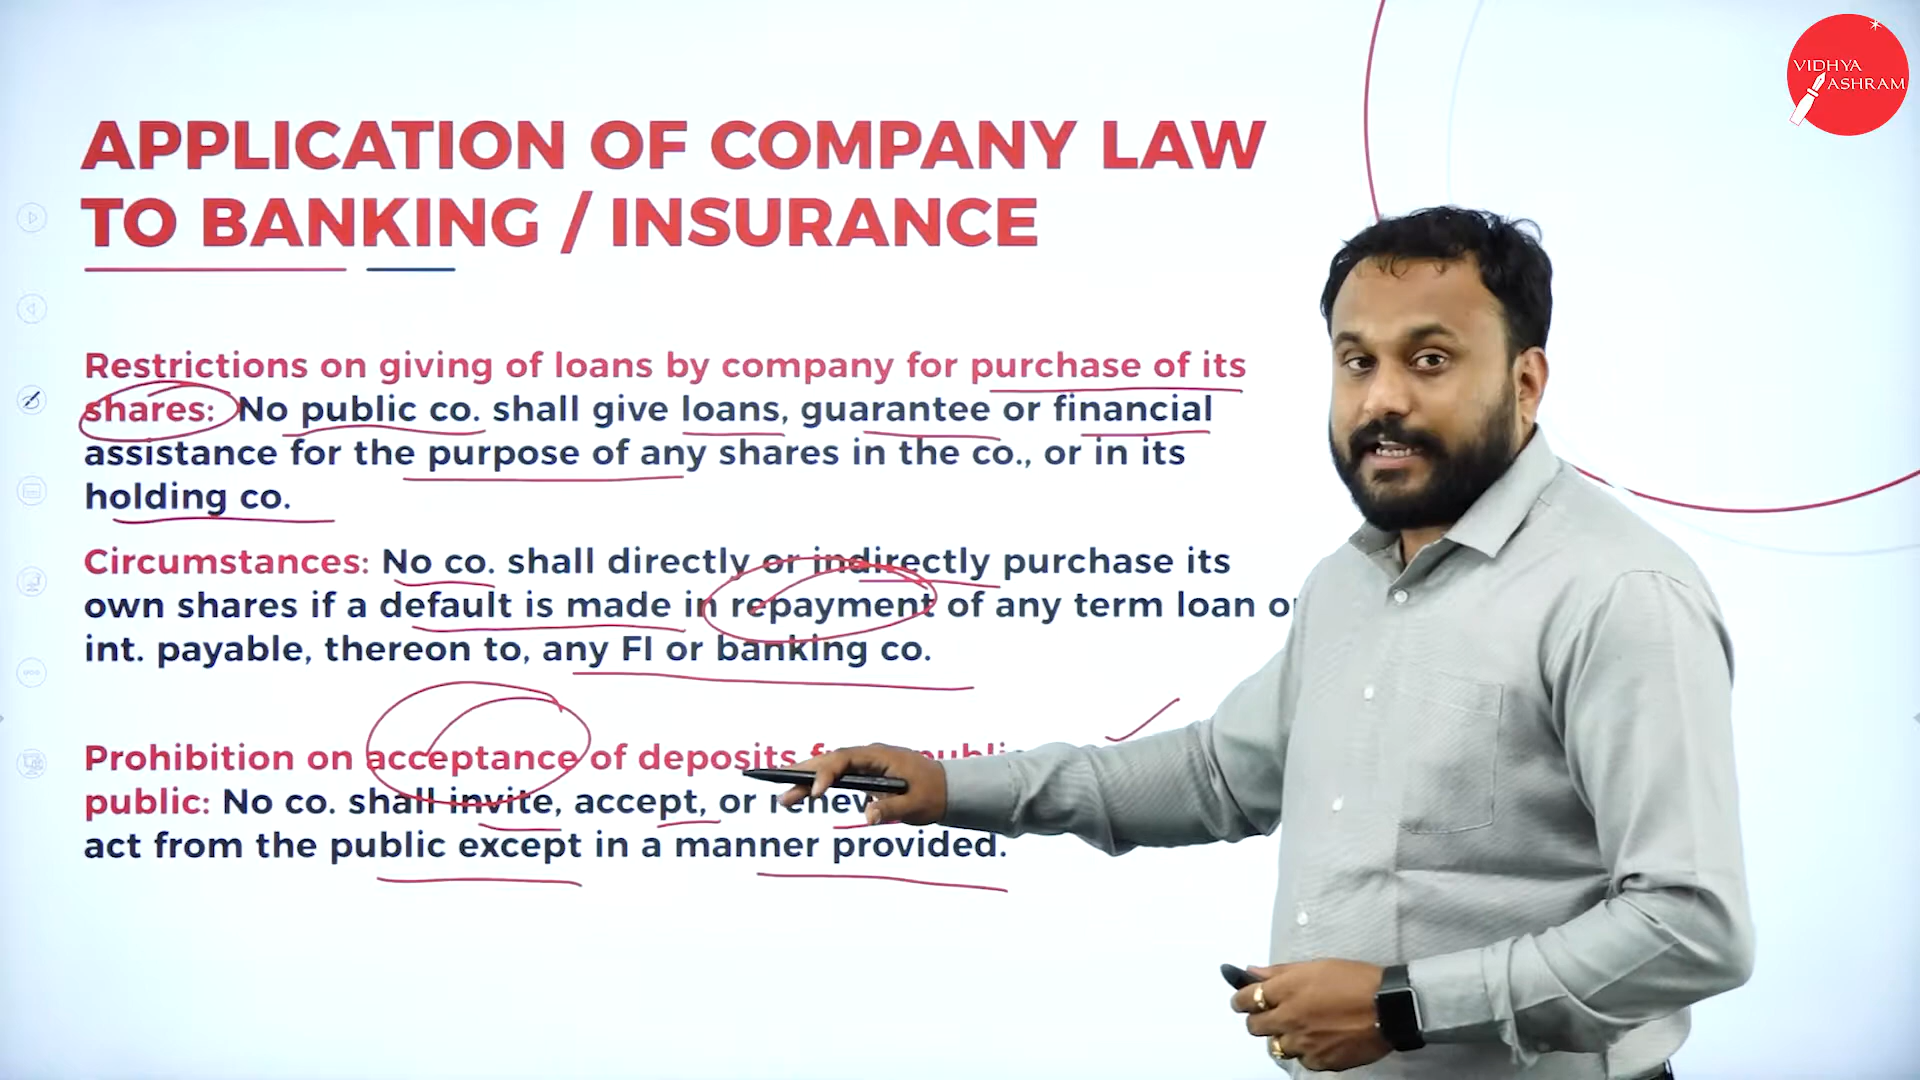 VIDHYA
ASHRAM
APPLICATION OF COMPANY LAW
TO BANKING / INSURANCE
Restrictions on giving of loans by company for purchase of its
shares: No public co. shall give loans, guarantee or financial
assistance for the purpose of any shares in the co., or in its
holding co.
Circumstances: No co. shall directly or indirectly purchase its
own shares if a default is made in repayment of any term loan or
int. payable, thereon to, any FI or banking co.
Prohibition on acceptance of deposits
public: No co. shall invite, accept, or renew
act from the public except in a manner provided.